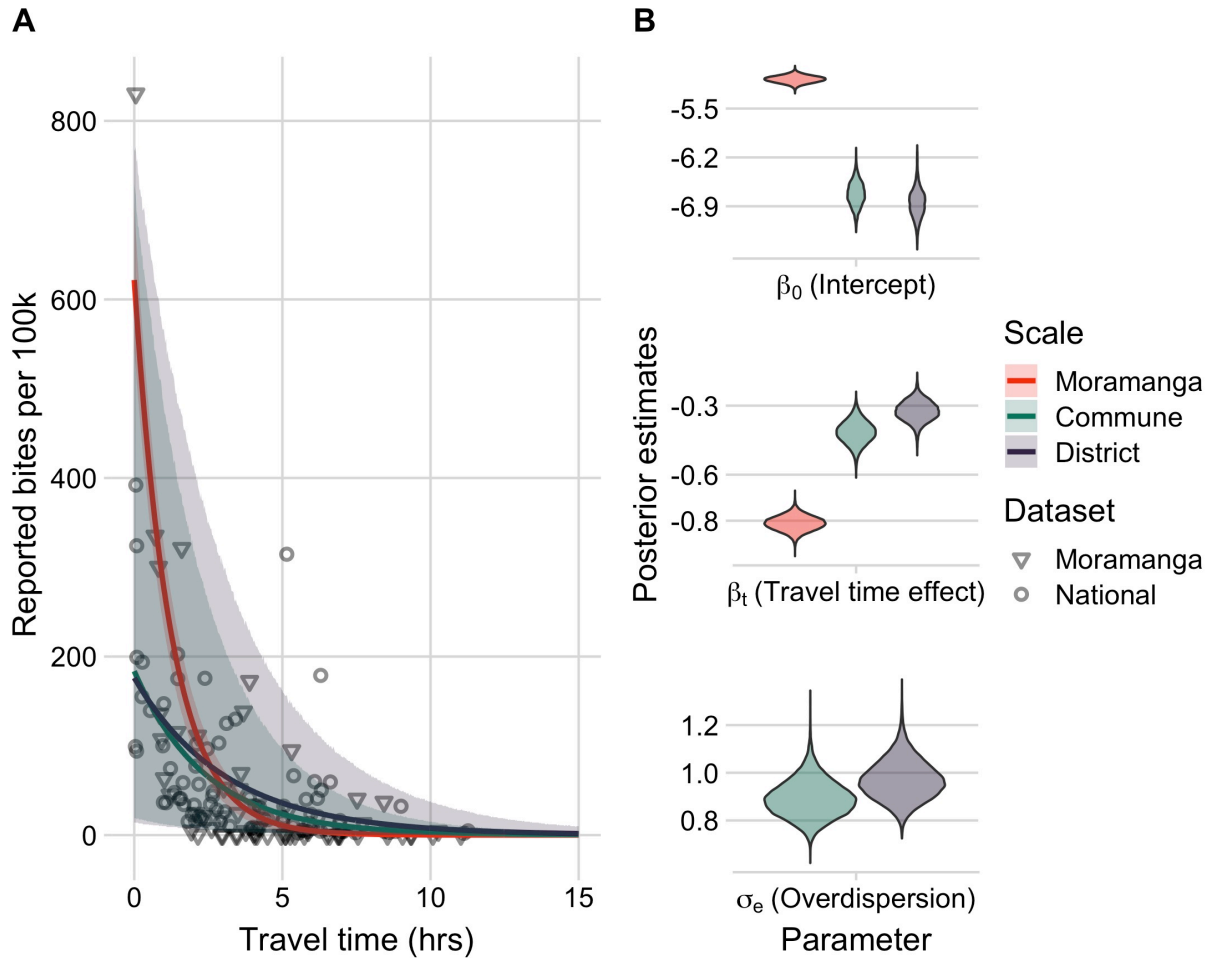 A
Reported bites per 100k
800
600
400
200
0
0 5 10 15
Travel time (hrs)
B
Posterior estimates
-5.5
-6.2
-6.9
β0 (Intercept)
-0.3
-0.6
-0.8
βt (Travel time effect)
1.2
1.0
0.8
σe (Overdispersion)
Parameter
Scale
Moramanga
Commune
District
Dataset
Moramanga
National